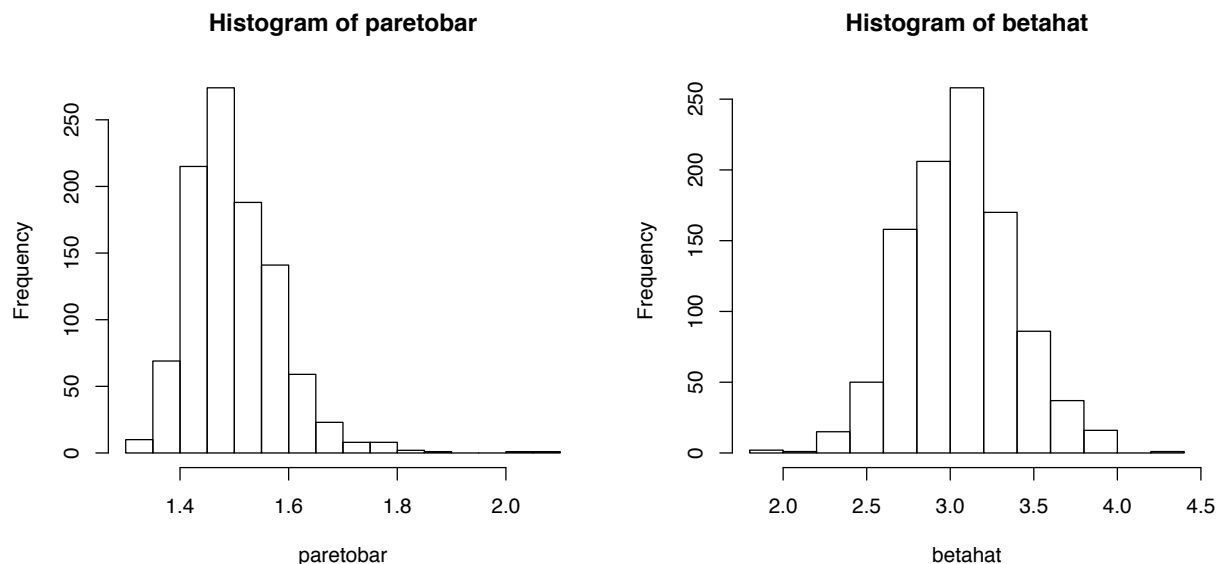 Histogram of paretobar
Frequency
250
200
150
100
50
0
1.4 1.6 1.8 2.0
paretobar
Histogram of betahat
Frequency
250
200
150
100
50
0
2.0 2.5 3.0 3.5 4.0 4.5
betahat